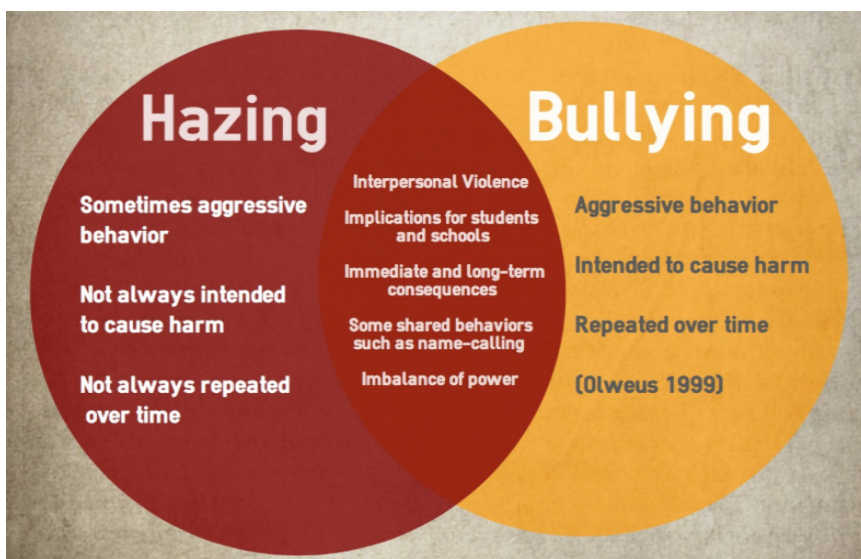 Hazing
Sometimes aggressive
behavior
Not always intended
to cause harm
Not always repeated
over time
Interpersonal Violence
Implications for students
and schools
Immediate and long-term
consequences
Some shared behaviors
such as name-calling
Imbalance of power
Bullying
Aggressive behavior
Intended to cause harm
Repeated over time
(Olweus 1999)